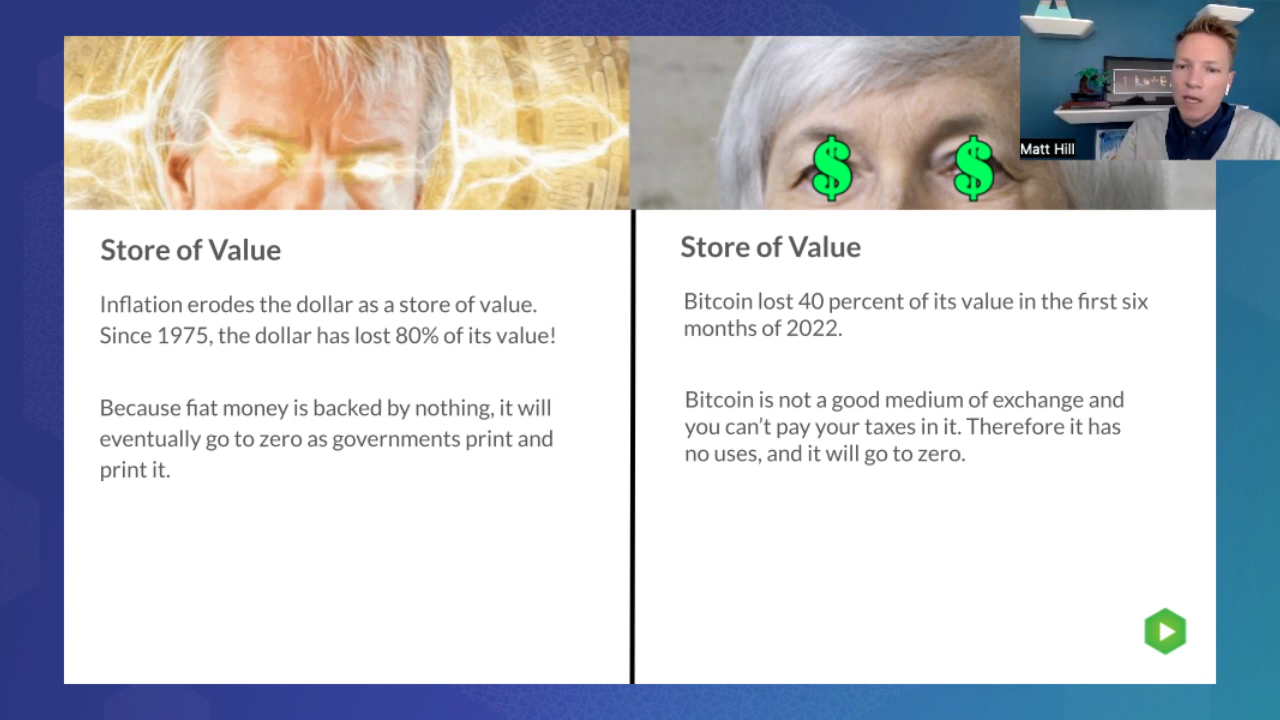 Matt Hill
Store of Value
Inflation erodes the dollar as a store of value.
Since 1975, the dollar has lost 80% of its value!
Because fiat money is backed by nothing, it will
eventually go to zero as governments print and
print it.
$ $
Store of Value
Bitcoin lost 40 percent of its value in the first six
months of 2022.
Bitcoin is not a good medium of exchange and
you can’t pay your taxes in it. Therefore it has
no uses, and it will go to zero.